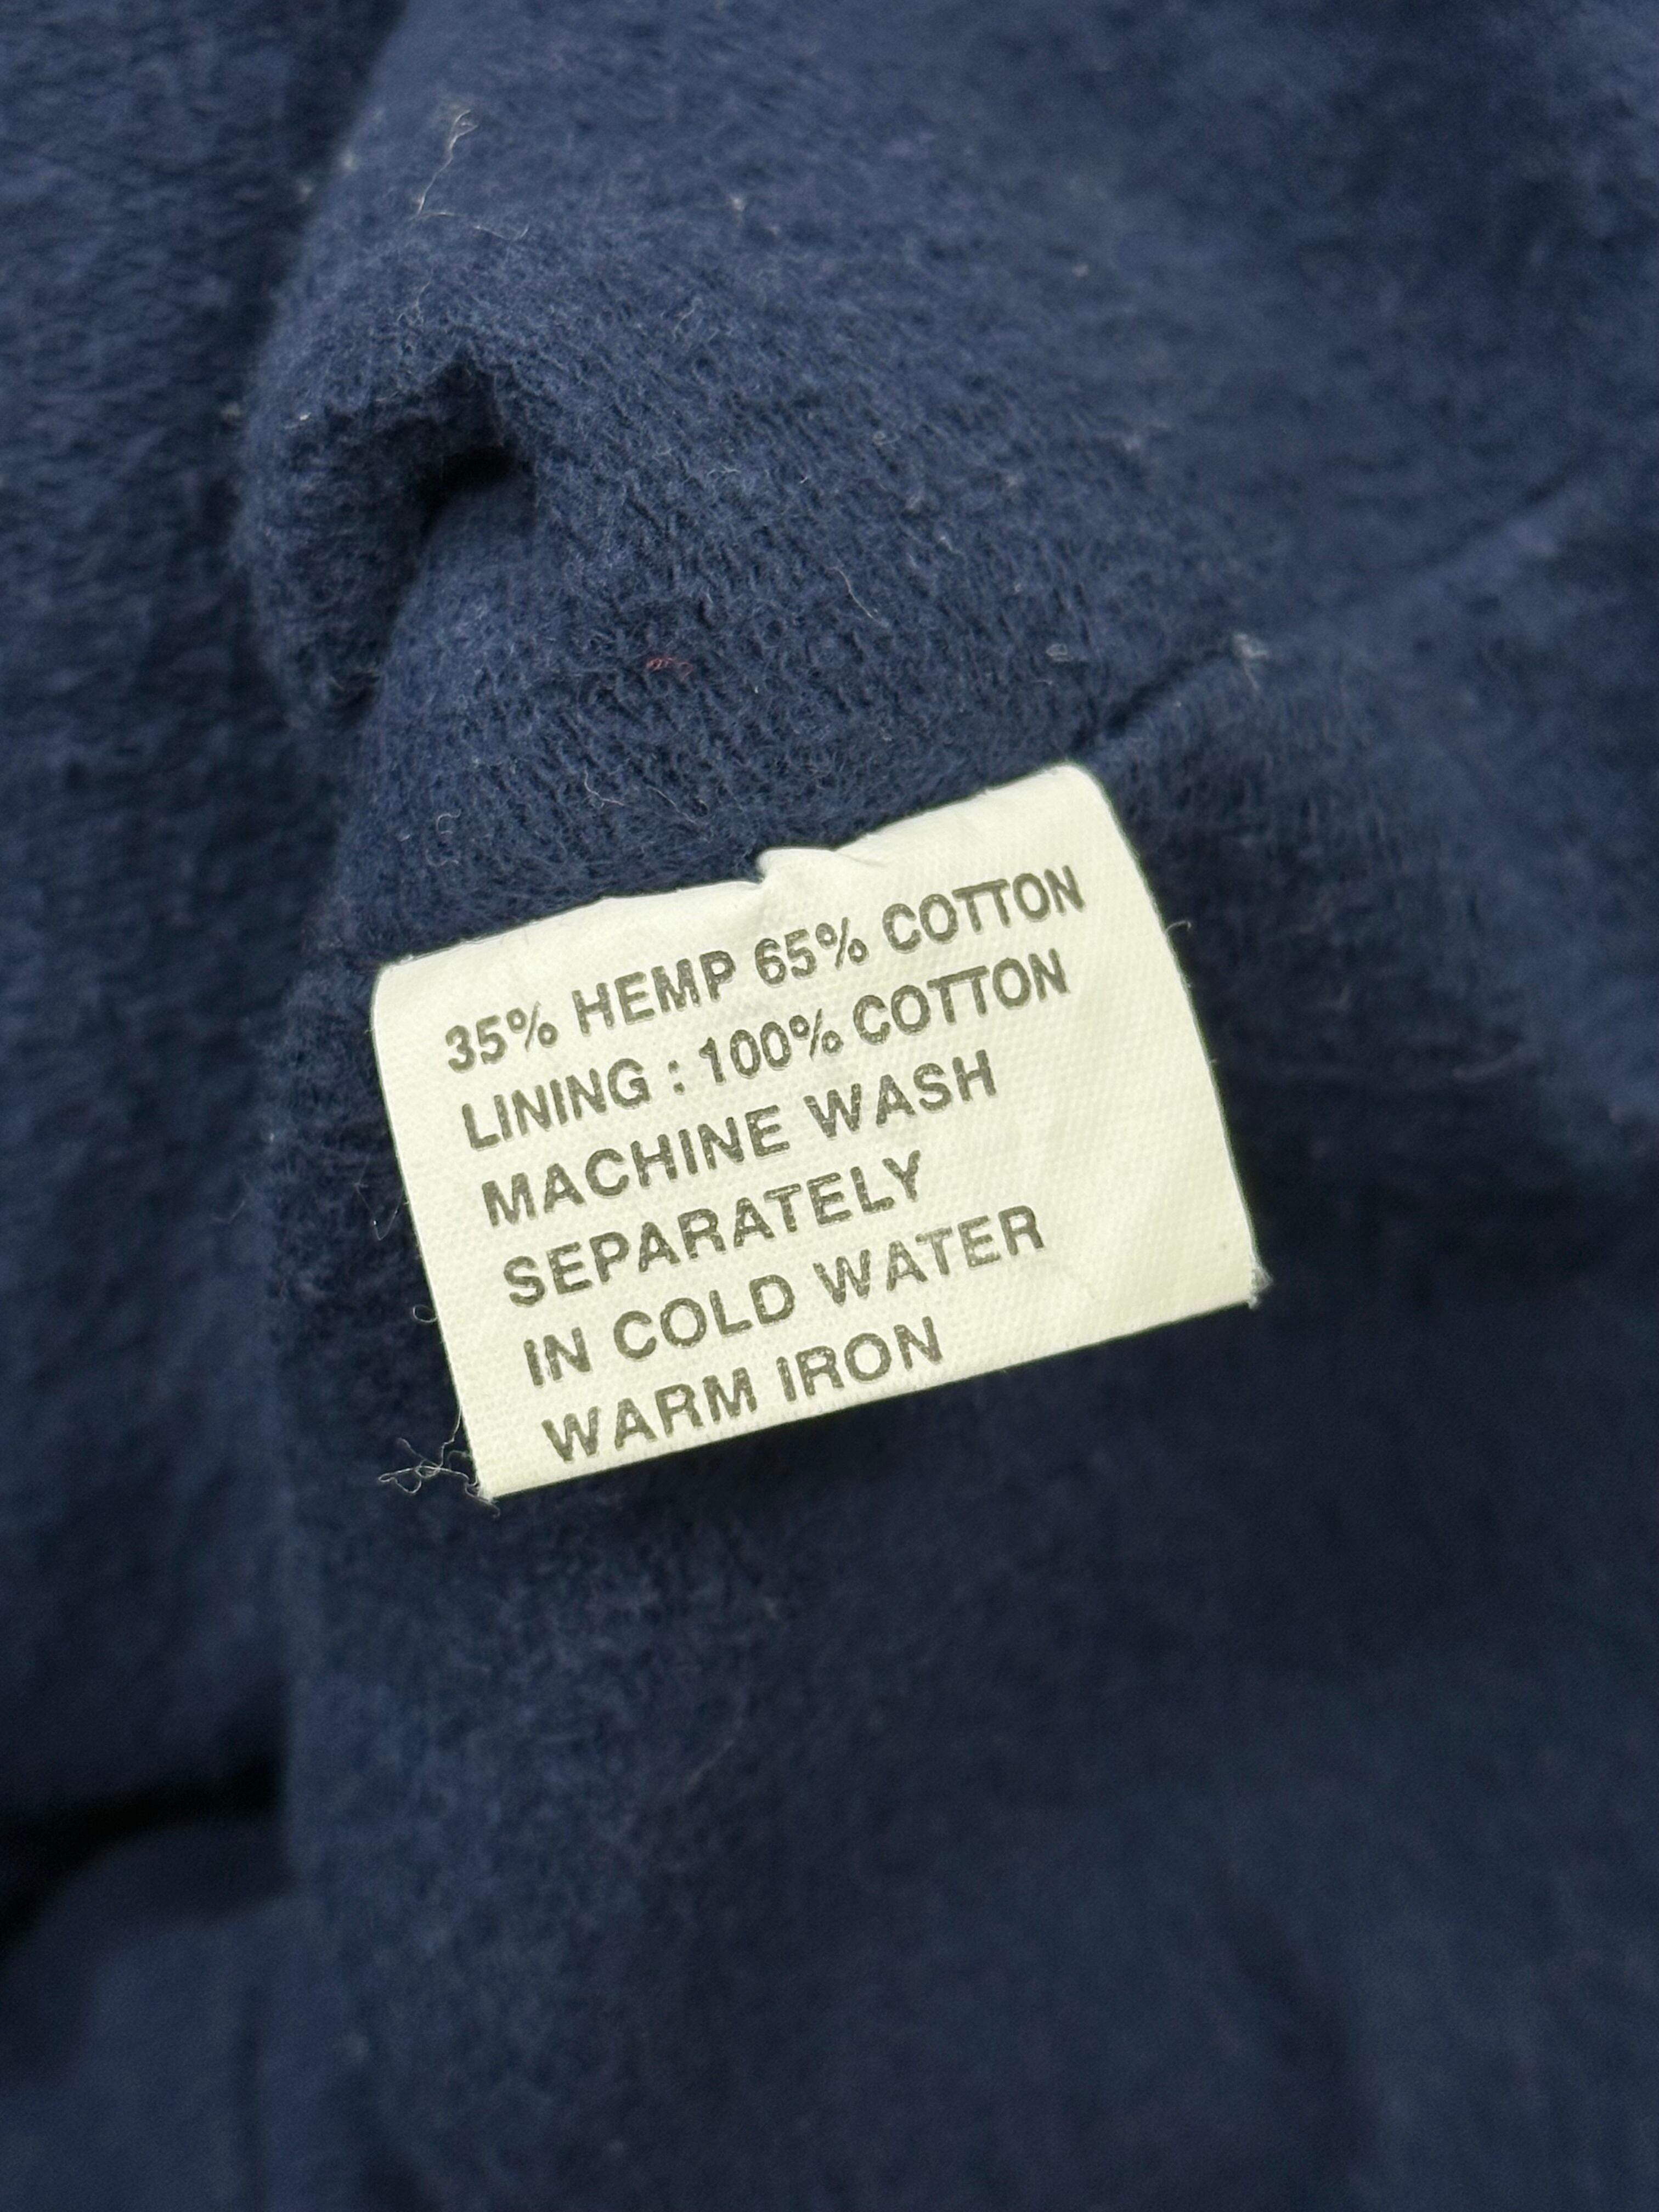 35% HEMP 65% COTTON
LINING : 100% COTTON
MACHINE WASH
SEPARATELY
IN COLD WATER
WARM IRON